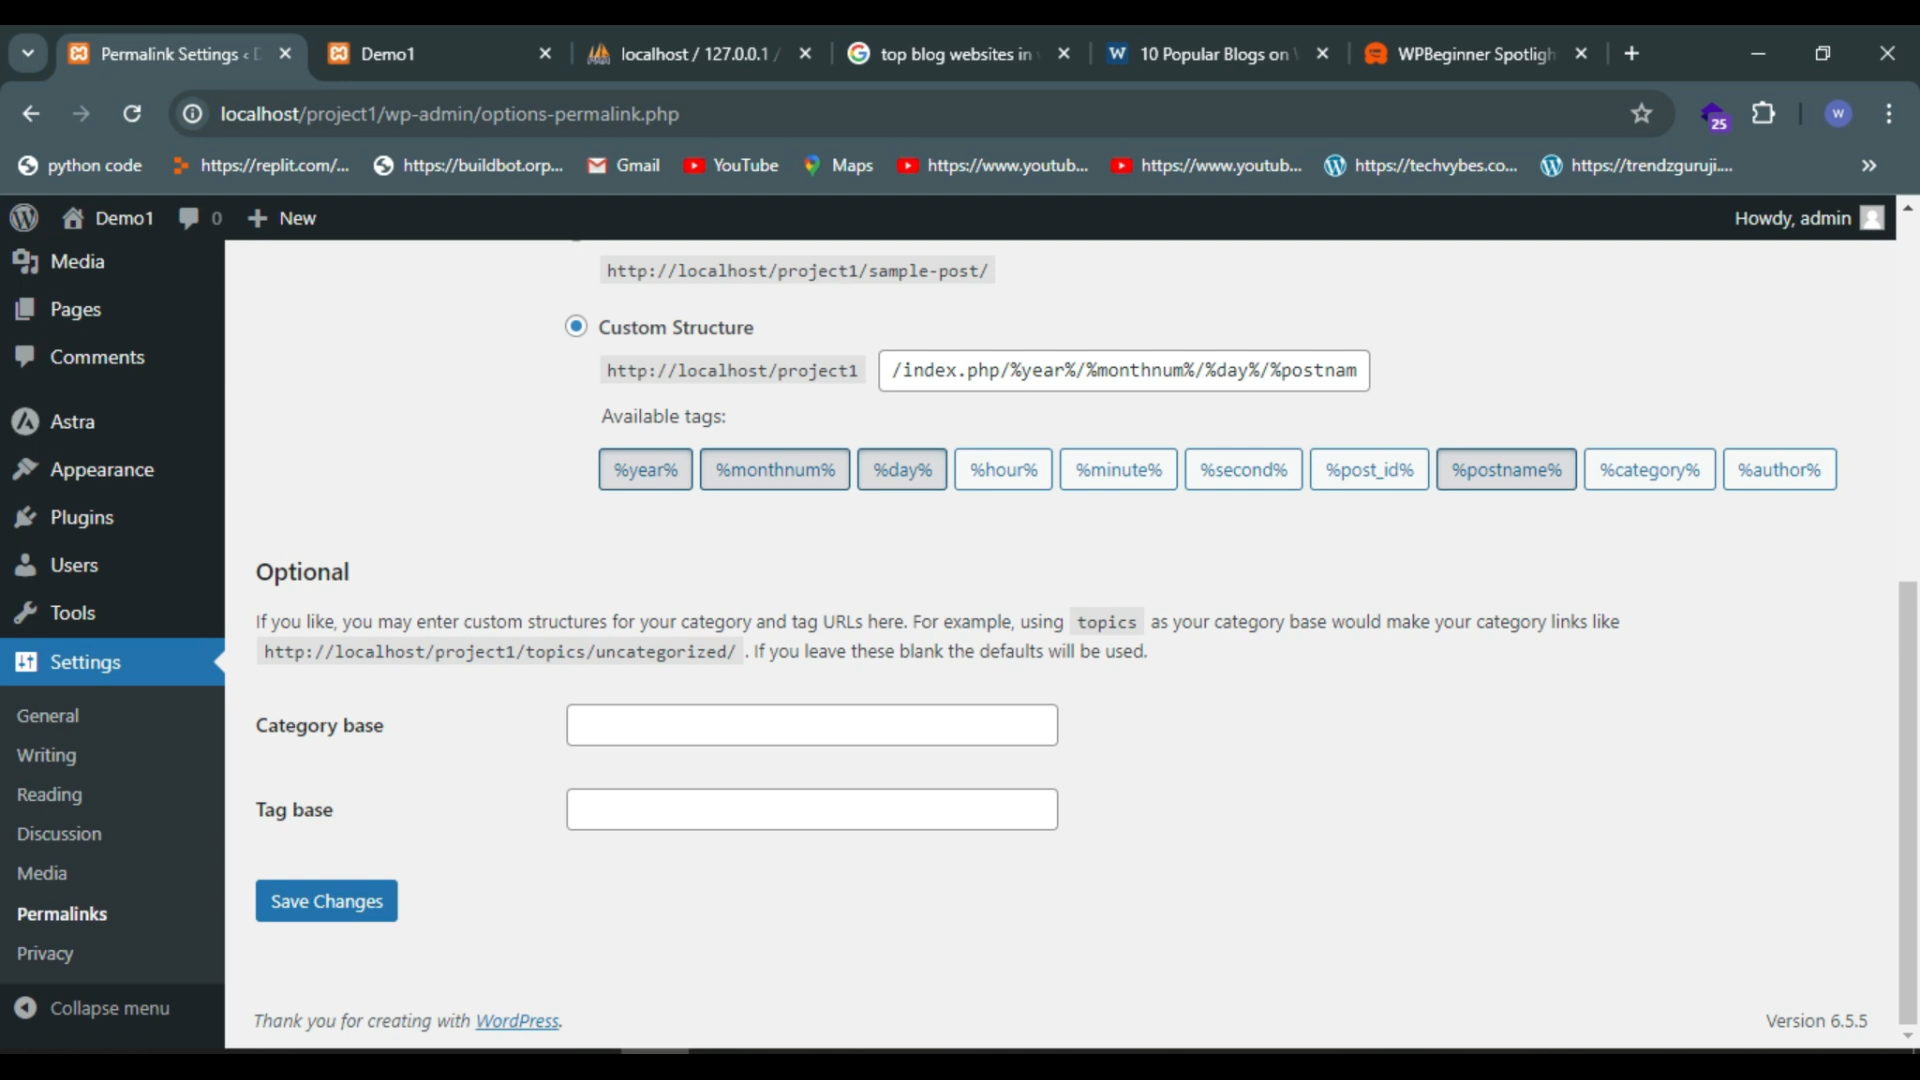 Permalink Settings ‹
Demo1
localhost / 127.0.0.1 /
top blog websites in
10 Popular Blogs on
WPBeginner Spotligh
localhost/project1/wp-admin/options-permalink.php
25
W
python code
https://replit.com/...
https://buildbot.orp...
Gmail
YouTube
Maps
https://www.youtub...
https://www.youtub...
https://techvybes.co...
https://trendzguruji....
»
Demo1
0
New
Howdy, admin
Media
Pages
Comments
Astra
Appearance
Plugins
Users
Tools
Settings
General
Writing
Reading
Discussion
Media
Permalinks
Privacy
Collapse menu
http://localhost/project1/sample-post/
Custom Structure
http://localhost/project1 /index.php/%year%/%monthnum%/%day%/%postnam
Available tags:
%year% %monthnum% %day% %hour% %minute% %second% %post_id% %postname% %category% %author%
Optional
If you like, you may enter custom structures for your category and tag URLs here. For example, using topics as your category base would make your category links like
http://localhost/project1/topics/uncategorized/ . If you leave these blank the defaults will be used.
Category base
Tag base
Save Changes
Thank you for creating with WordPress.
Version 6.5.5